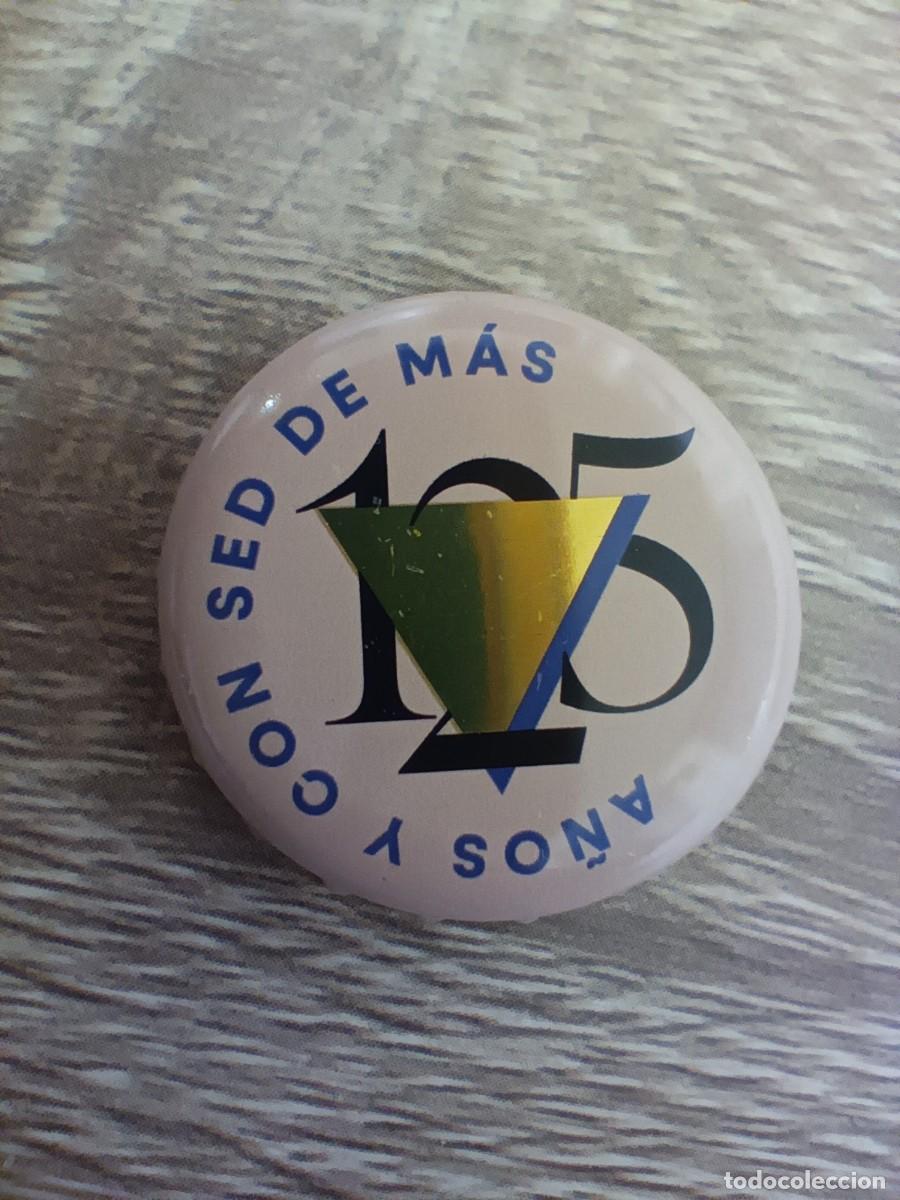 125
AÑOS Y CON SED DE MÁS
todocoleccion